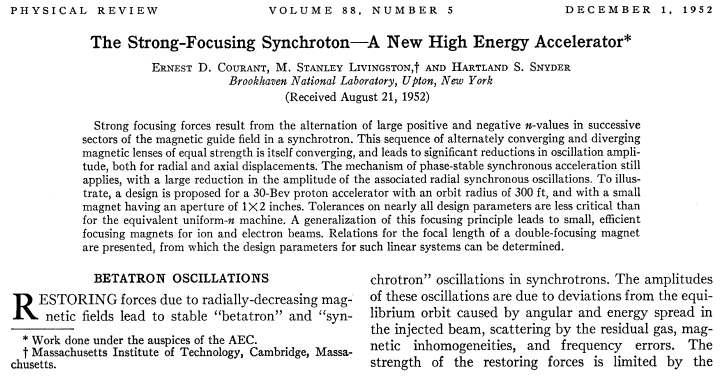 PHYSICAL REVIEW VOLUME 88, NUMBER 5 DECEMBER 1, 1952
The Strong-Focusing Synchroton—A New High Energy Accelerator*
ERNEST D. COURANT, M. STANLEY LIVINGSTON,† AND HARTLAND S. SNYDER
Brookhaven National Laboratory, Upton, New York
(Received August 21, 1952)
Strong focusing forces result from the alternation of large positive and negative n-values in successive
sectors of the magnetic guide field in a synchrotron. This sequence of alternately converging and diverging
magnetic lenses of equal strength is itself converging, and leads to significant reductions in oscillation ampli-
tude, both for radial and axial displacements. The mechanism of phase-stable synchronous acceleration still
applies, with a large reduction in the amplitude of the associated radial synchronous oscillations. To illus-
trate, a design is proposed for a 30-Bev proton accelerator with an orbit radius of 300 ft, and with a small
magnet having an aperture of 1×2 inches. Tolerances on nearly all design parameters are less critical than
for the equivalent uniform-n machine. A generalization of this focusing principle leads to small, efficient
focusing magnets for ion and electron beams. Relations for the focal length of a double-focusing magnet
are presented, from which the design parameters for such linear systems can be determined.
BETATRON OSCILLATIONS
RESTORING forces due to radially-decreasing mag-
netic fields lead to stable "betatron" and "syn-
* Work done under the auspices of the AEC.
† Massachusetts Institute of Technology, Cambridge, Massa-
chusetts.
chrotron" oscillations in synchrotrons. The amplitudes
of these oscillations are due to deviations from the equi-
librium orbit caused by angular and energy spread in
the injected beam, scattering by the residual gas, mag-
netic inhomogeneities, and frequency errors. The
strength of the restoring forces is limited by the